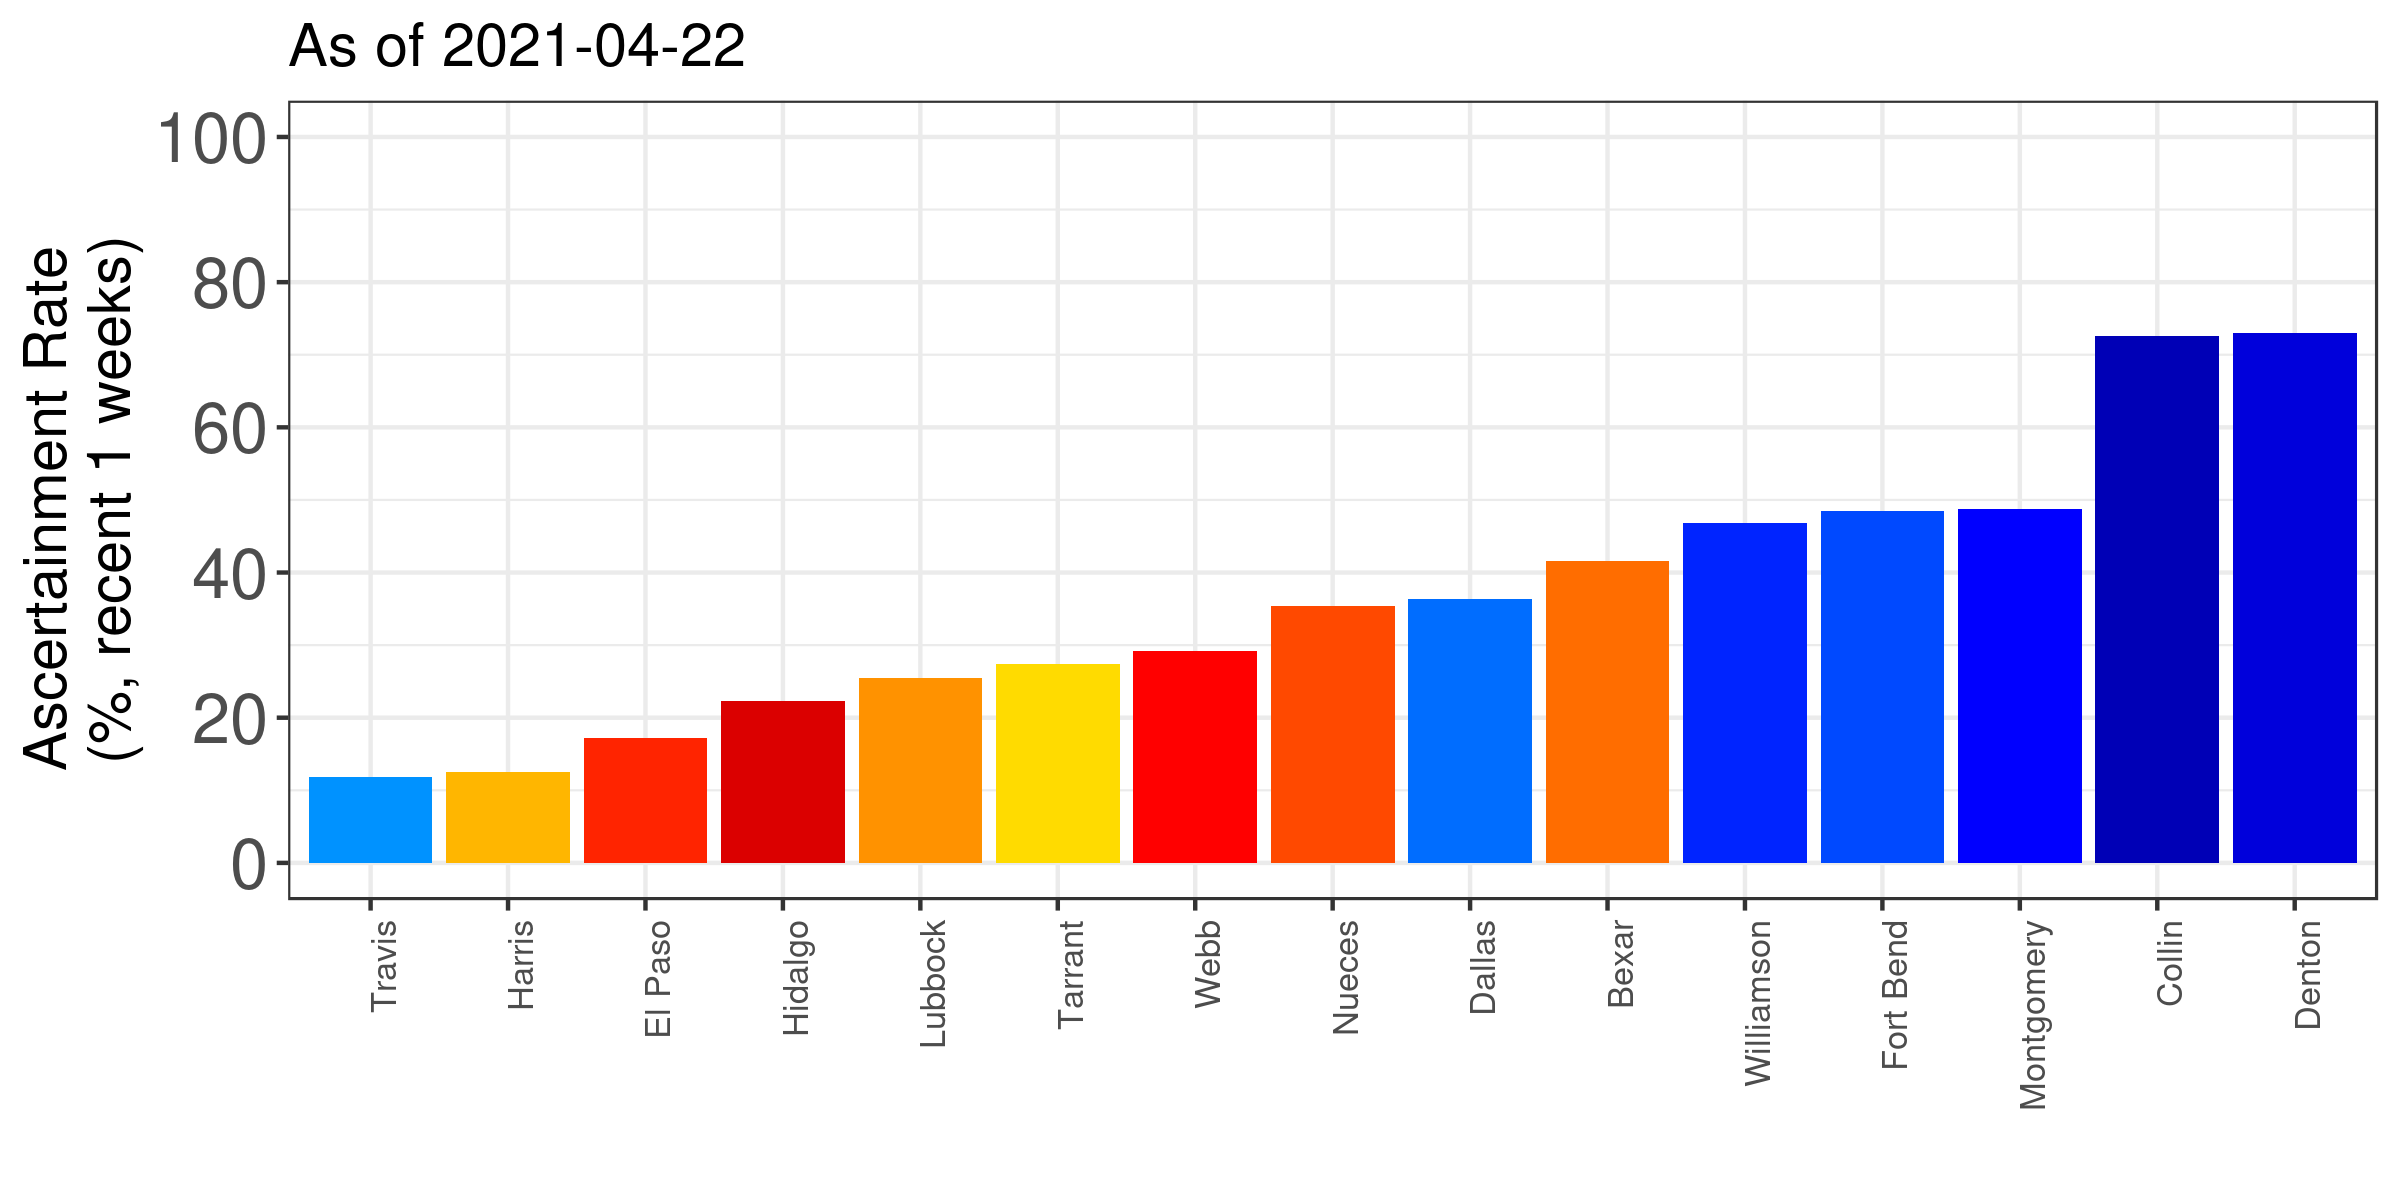 As of 2021-04-22
Ascertainment Rate
(%, recent 1 weeks)
100
80
60
40
20
0
Travis
Harris
El Paso
Hidalgo
Lubbock
Tarrant
Webb
Nueces
Dallas
Bexar
Williamson
Fort Bend
Montgomery
Collin
Denton